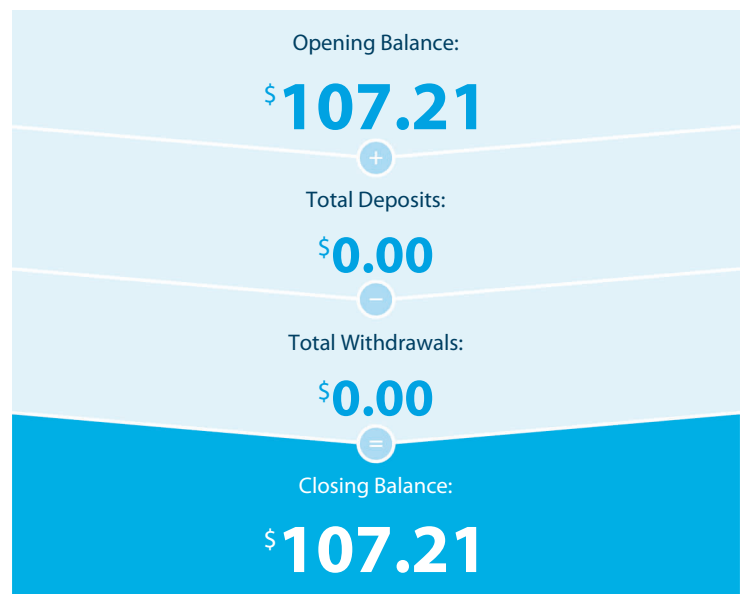 Opening Balance:
$107.21
+
Total Deposits:
$0.00
−
Total Withdrawals:
$0.00
=
Closing Balance:
$107.21